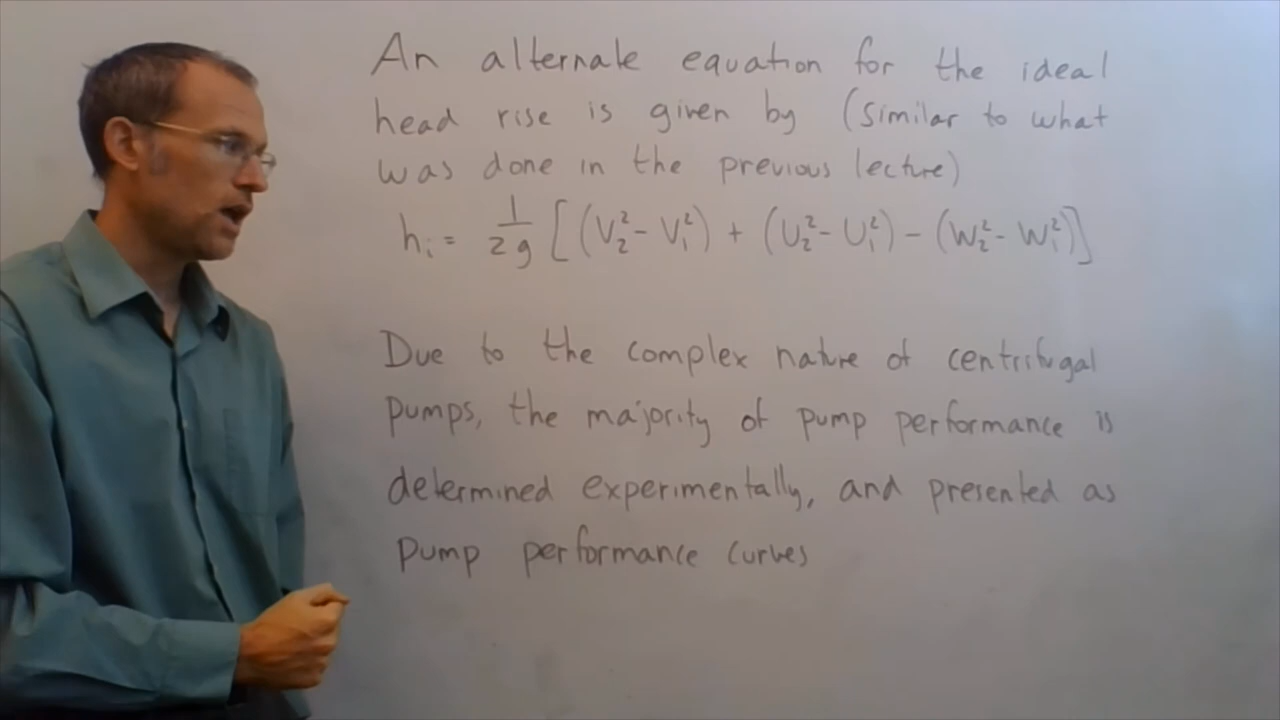 An alternate equation for the ideal
head rise is given by (similar to what
was done in the previous lecture)
hᵢ = 1/2g [(V₂² - V₁²) + (U₂² - U₁²) - (W₂² - W₁²)]
Due to the complex nature of centrifugal
pumps, the majority of pump performance is
determined experimentally, and presented as
pump performance curves